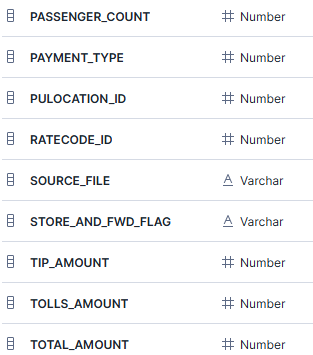 PASSENGER_COUNT # Number
PAYMENT_TYPE # Number
PULOCATION_ID # Number
RATECODE_ID # Number
SOURCE_FILE A Varchar
STORE_AND_FWD_FLAG A Varchar
TIP_AMOUNT # Number
TOLLS_AMOUNT # Number
TOTAL_AMOUNT # Number